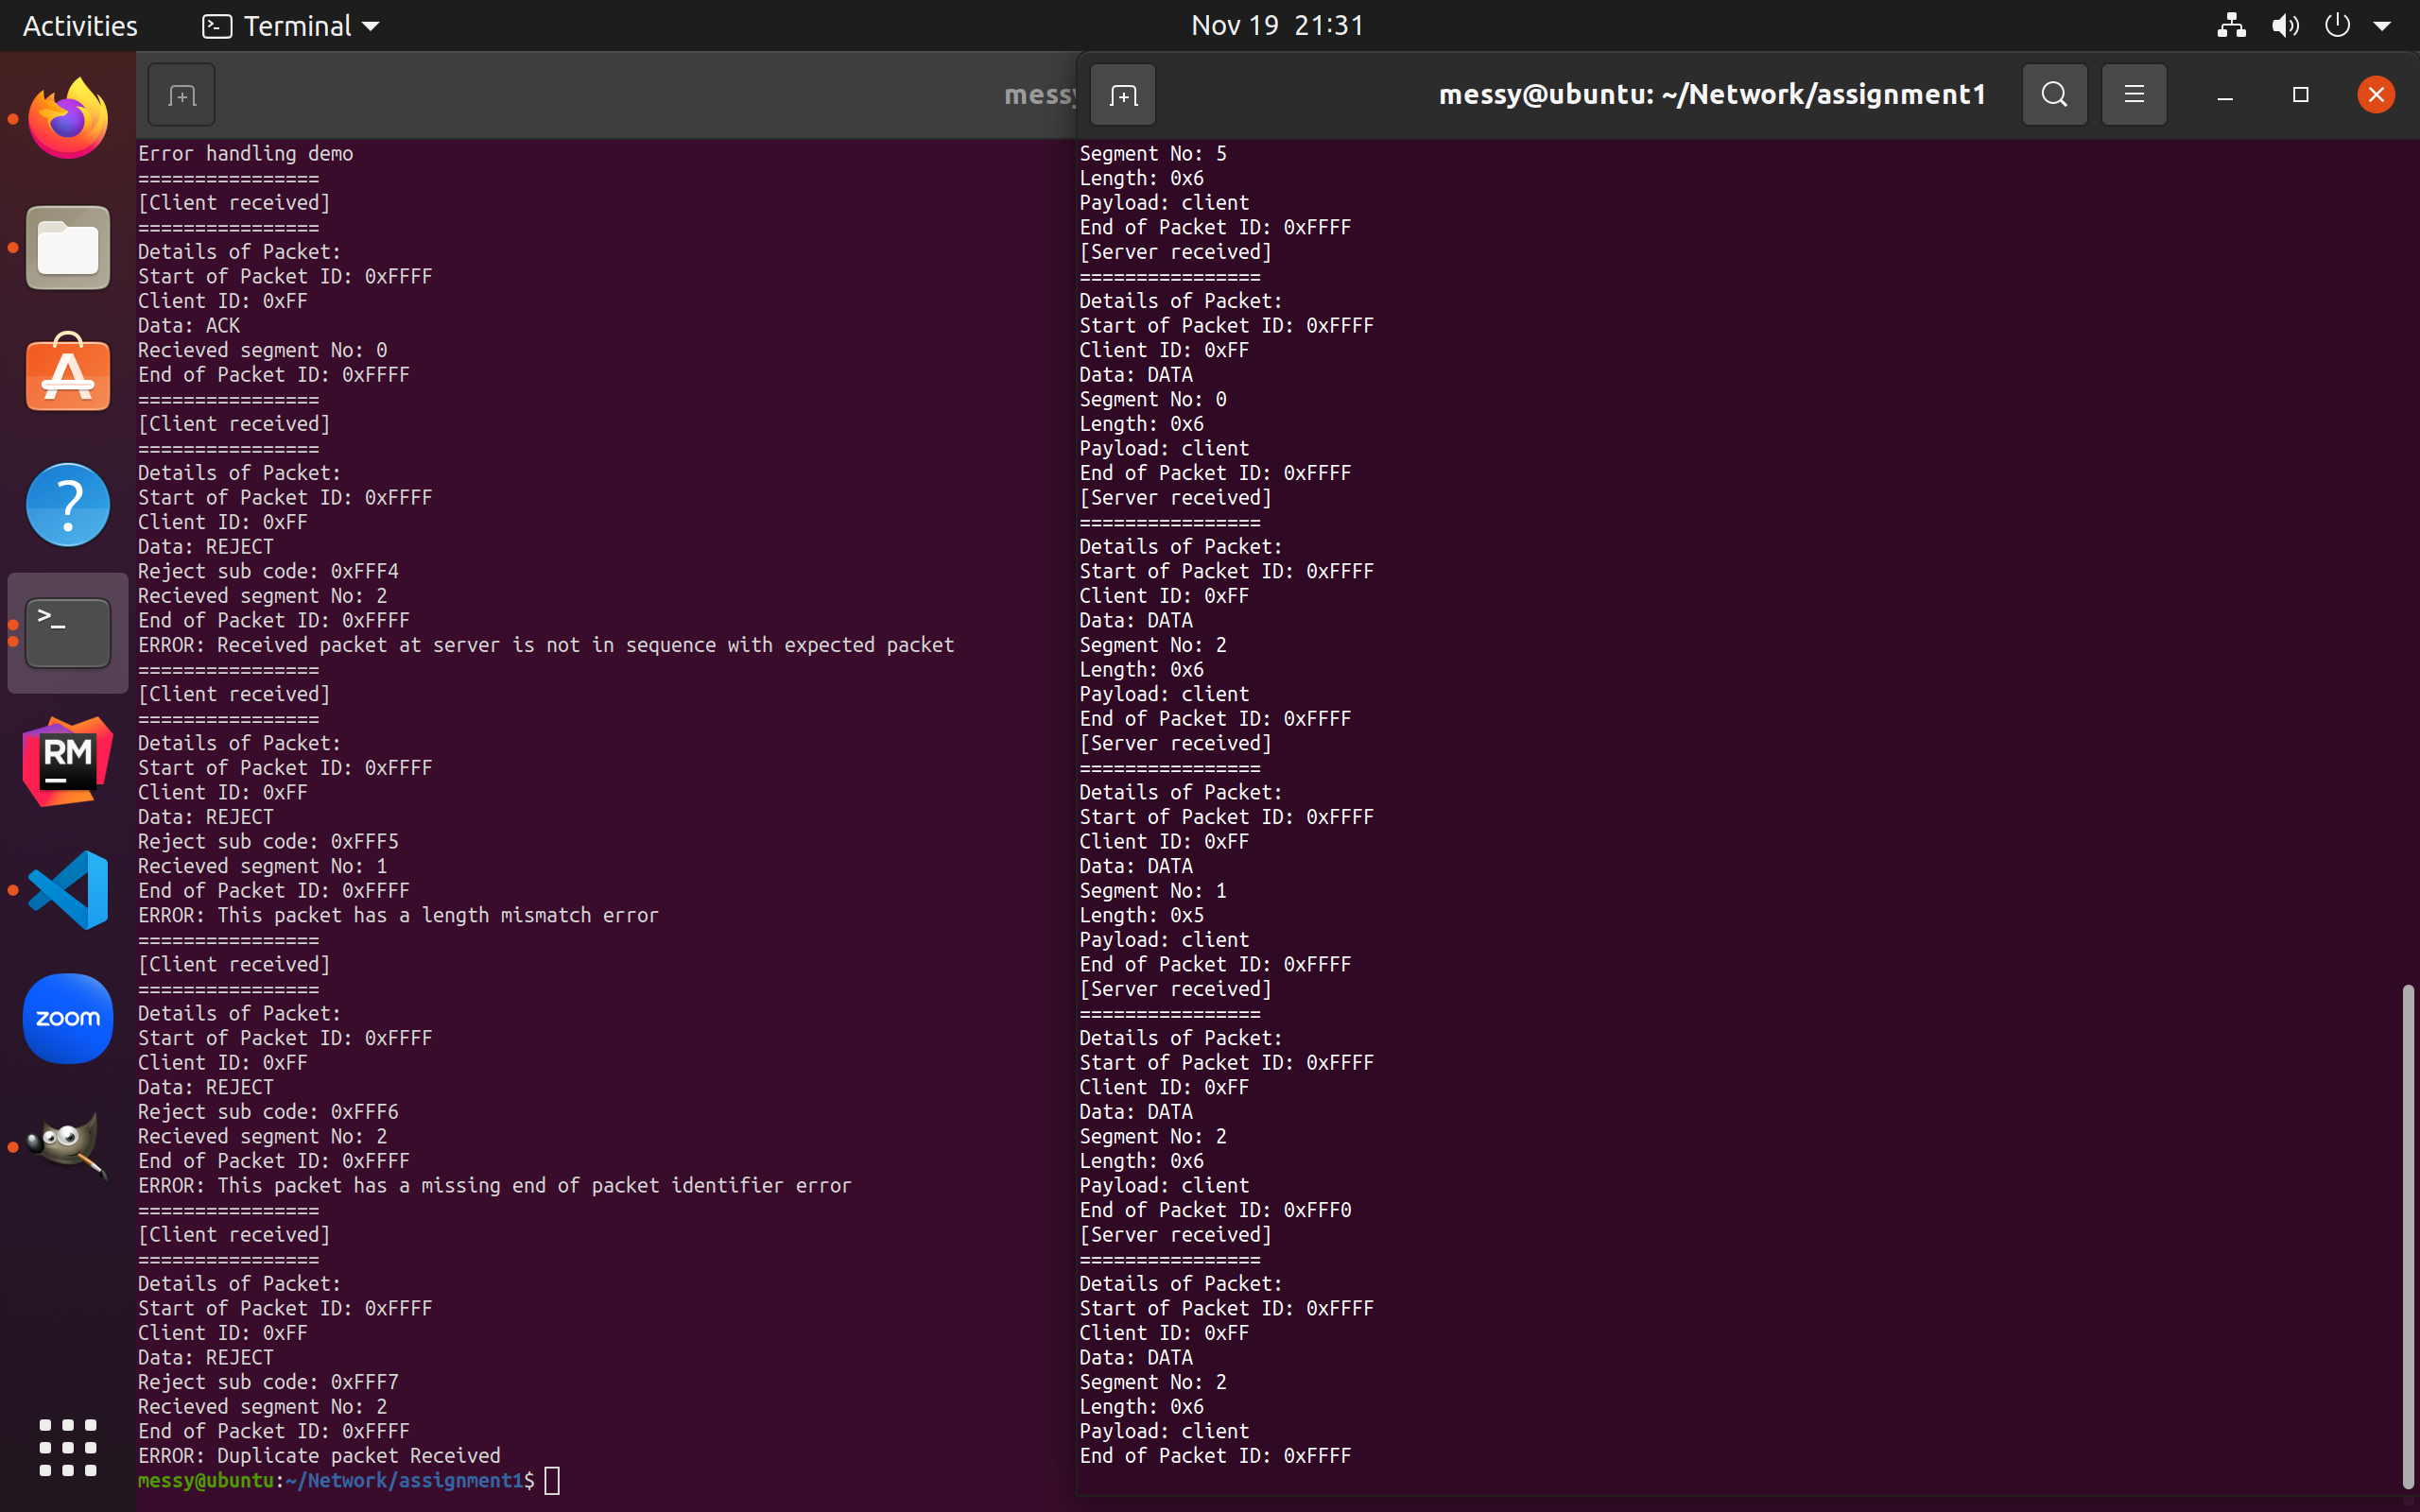 Activities
Terminal
Nov 19 21:31
messy
messy@ubuntu: ~/Network/assignment1
RM
zoom
Error handling demo
================
[Client received]
================
Details of Packet:
Start of Packet ID: 0xFFFF
Client ID: 0xFF
Data: ACK
Recieved segment No: 0
End of Packet ID: 0xFFFF
================
[Client received]
================
Details of Packet:
Start of Packet ID: 0xFFFF
Client ID: 0xFF
Data: REJECT
Reject sub code: 0xFFF4
Recieved segment No: 2
End of Packet ID: 0xFFFF
ERROR: Received packet at server is not in sequence with expected packet
================
[Client received]
================
Details of Packet:
Start of Packet ID: 0xFFFF
Client ID: 0xFF
Data: REJECT
Reject sub code: 0xFFF5
Recieved segment No: 1
End of Packet ID: 0xFFFF
ERROR: This packet has a length mismatch error
================
[Client received]
================
Details of Packet:
Start of Packet ID: 0xFFFF
Client ID: 0xFF
Data: REJECT
Reject sub code: 0xFFF6
Recieved segment No: 2
End of Packet ID: 0xFFFF
ERROR: This packet has a missing end of packet identifier error
================
[Client received]
================
Details of Packet:
Start of Packet ID: 0xFFFF
Client ID: 0xFF
Data: REJECT
Reject sub code: 0xFFF7
Recieved segment No: 2
End of Packet ID: 0xFFFF
ERROR: Duplicate packet Received
messy@ubuntu:~/Network/assignment1$
Segment No: 5
Length: 0x6
Payload: client
End of Packet ID: 0xFFFF
[Server received]
================
Details of Packet:
Start of Packet ID: 0xFFFF
Client ID: 0xFF
Data: DATA
Segment No: 0
Length: 0x6
Payload: client
End of Packet ID: 0xFFFF
[Server received]
================
Details of Packet:
Start of Packet ID: 0xFFFF
Client ID: 0xFF
Data: DATA
Segment No: 2
Length: 0x6
Payload: client
End of Packet ID: 0xFFFF
[Server received]
================
Details of Packet:
Start of Packet ID: 0xFFFF
Client ID: 0xFF
Data: DATA
Segment No: 1
Length: 0x5
Payload: client
End of Packet ID: 0xFFFF
[Server received]
================
Details of Packet:
Start of Packet ID: 0xFFFF
Client ID: 0xFF
Data: DATA
Segment No: 2
Length: 0x6
Payload: client
End of Packet ID: 0xFFF0
[Server received]
================
Details of Packet:
Start of Packet ID: 0xFFFF
Client ID: 0xFF
Data: DATA
Segment No: 2
Length: 0x6
Payload: client
End of Packet ID: 0xFFFF